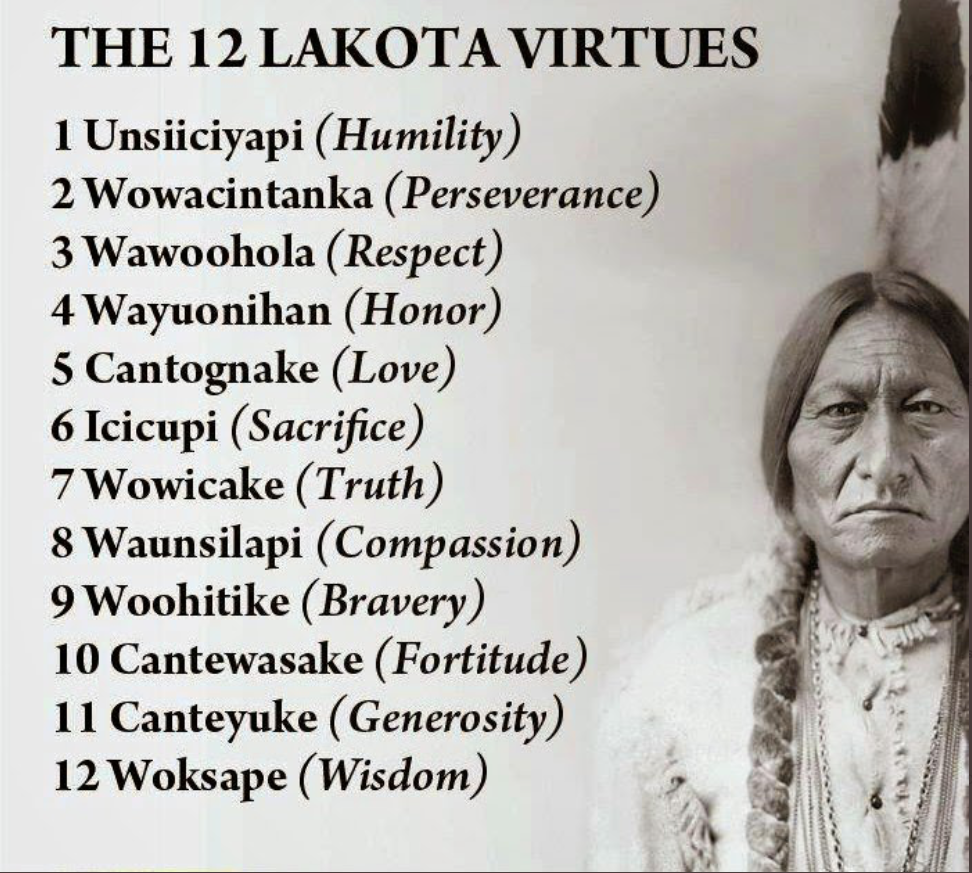 THE 12 LAKOTA VIRTUES
1 Unsiiciyapi (Humility)
2 Wowacintanka (Perseverance)
3 Wawoohola (Respect)
4 Wayuonihan (Honor)
5 Cantognake (Love)
6 Icicupi (Sacrifice)
7 Wowicake (Truth)
8 Waunsilapi (Compassion)
9 Woohitike (Bravery)
10 Cantewasake (Fortitude)
11 Canteyuke (Generosity)
12 Woksape (Wisdom)